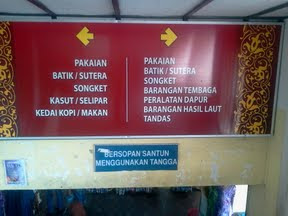 PAKAIAN
BATIK / SUTERA
SONGKET
KASUT / SELIPAR
KEDAI KOPI / MAKAN
PAKAIAN
BATIK / SUTERA
SONGKET
BARANGAN TEMBAGA
PERALATAN DAPUR
BARANGAN HASIL LAUT
TANDAS
BERSOPAN SANTUN
MENGGUNAKAN TANGGA